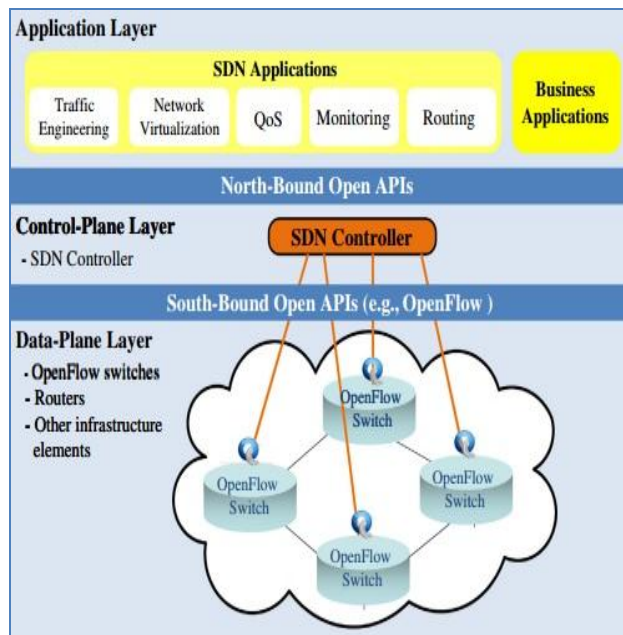 Application Layer
SDN Applications
Traffic
Engineering
Network
Virtualization
QoS
Monitoring
Routing
Business
Applications
North-Bound Open APIs
Control-Plane Layer
- SDN Controller
SDN Controller
South-Bound Open APIs (e.g., OpenFlow )
Data-Plane Layer
- OpenFlow switches
- Routers
- Other infrastructure
elements
OpenFlow
Switch
OpenFlow
Switch
OpenFlow
Switch
OpenFlow
Switch